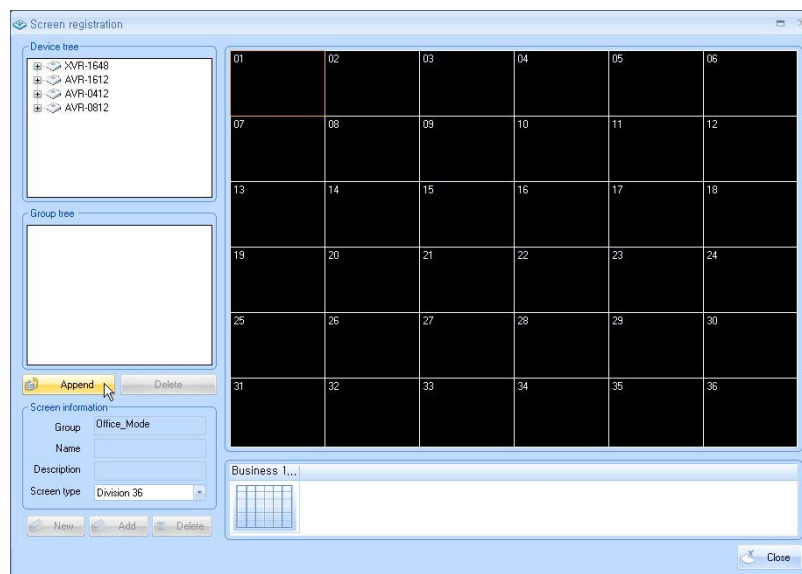 Screen registration
Device tree
XVR-1648
AVR-1612
AVR-0412
AVR-0812
Group tree
Append
Delete
Screen information
Group
Office_Mode
Name
Description
Screen type
Division 36
New
Add
Delete
01 02 03 04 05 06
07 08 09 10 11 12
13 14 15 16 17 18
19 20 21 22 23 24
25 26 27 28 29 30
31 32 33 34 35 36
Business 1...
Close